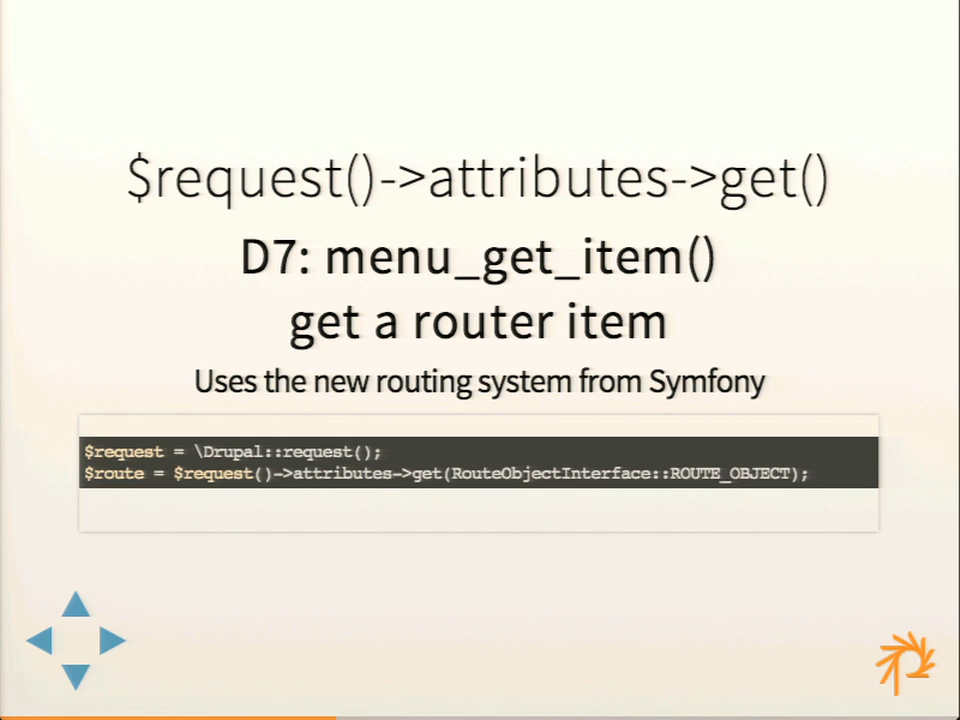 $request()->attributes->get()
D7: menu_get_item()
get a router item
Uses the new routing system from Symfony
$request = \Drupal::request();
$route = $request()->attributes->get(RouteObjectInterface::ROUTE_OBJECT);